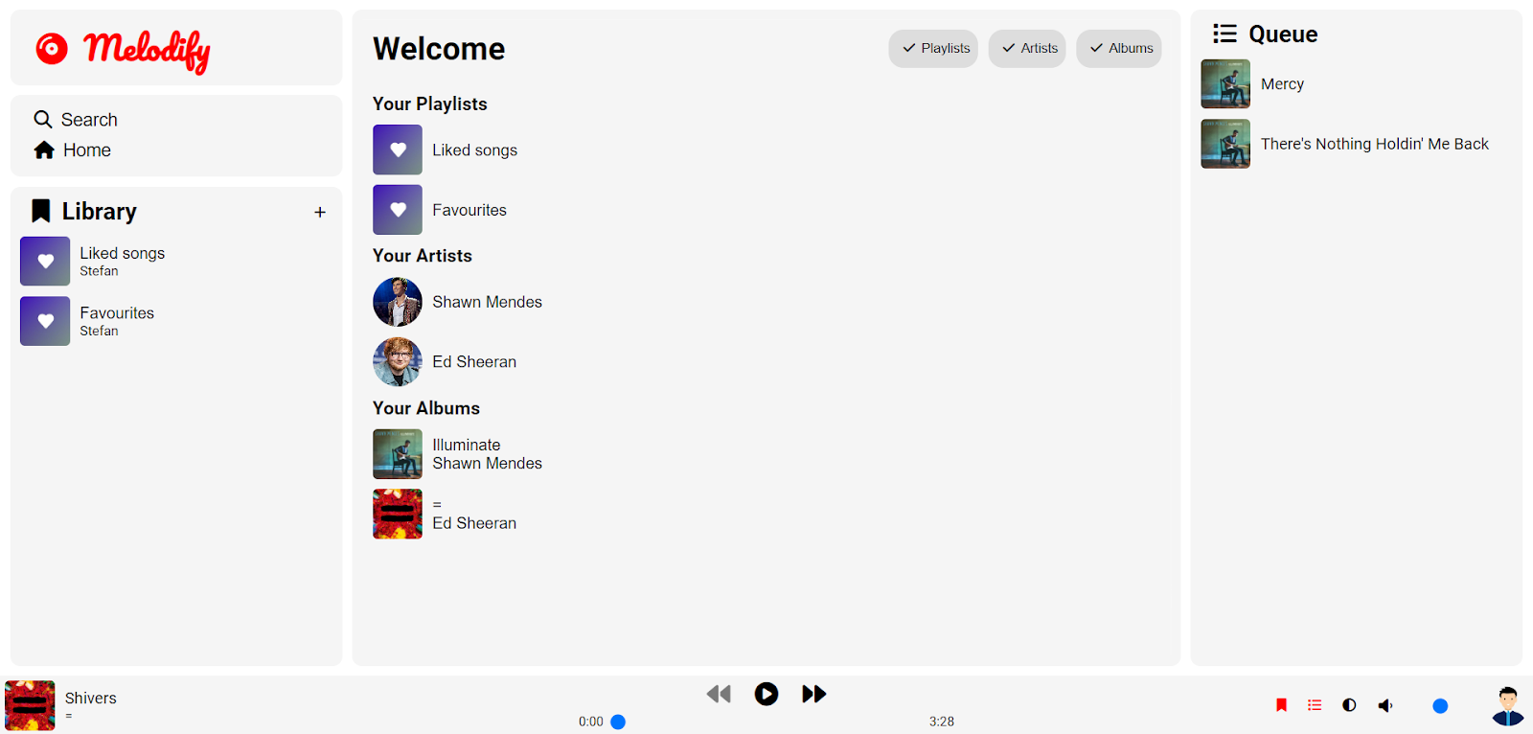 Melodify
Search
Home
Library
+
Liked songs
Stefan
Favourites
Stefan
Welcome
Playlists
Artists
Albums
Your Playlists
Liked songs
Favourites
Your Artists
Shawn Mendes
Ed Sheeran
Your Albums
Illuminate
Shawn Mendes
=
Ed Sheeran
Queue
Mercy
There's Nothing Holdin' Me Back
Shivers
=
0:00
3:28